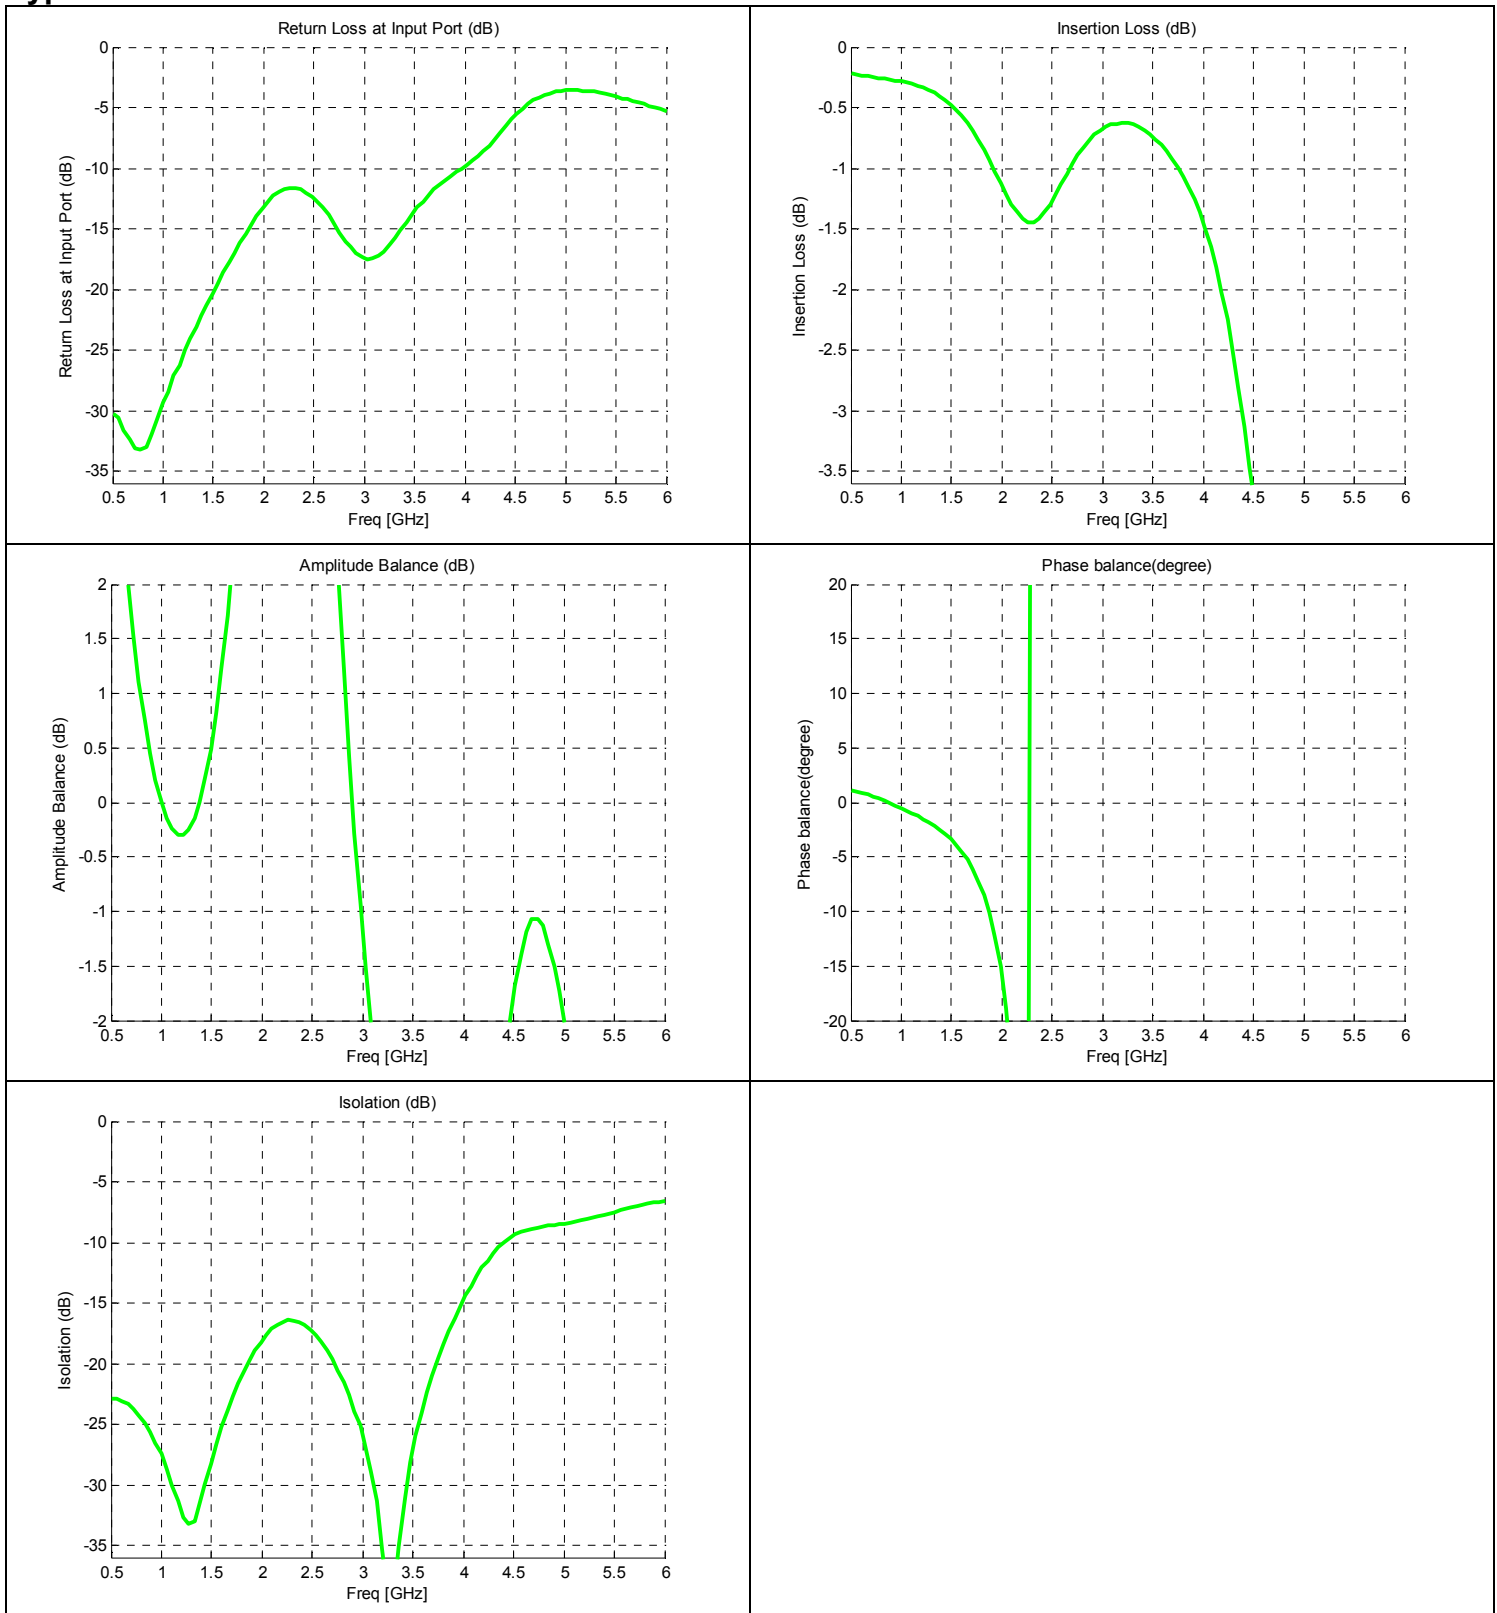 Return Loss at Input Port (dB)
0
-5
-10
-15
-20
-25
-30
-35
Return Loss at Input Port (dB)
0.5 1 1.5 2 2.5 3 3.5 4 4.5 5 5.5 6
Freq [GHz]
Insertion Loss (dB)
0
-0.5
-1
-1.5
-2
-2.5
-3
-3.5
Insertion Loss (dB)
0.5 1 1.5 2 2.5 3 3.5 4 4.5 5 5.5 6
Freq [GHz]
Amplitude Balance (dB)
2
1.5
1
0.5
0
-0.5
-1
-1.5
-2
Amplitude Balance (dB)
0.5 1 1.5 2 2.5 3 3.5 4 4.5 5 5.5 6
Freq [GHz]
Phase balance(degree)
20
15
10
5
0
-5
-10
-15
-20
Phase balance(degree)
0.5 1 1.5 2 2.5 3 3.5 4 4.5 5 5.5 6
Freq [GHz]
Isolation (dB)
0
-5
-10
-15
-20
-25
-30
-35
Isolation (dB)
0.5 1 1.5 2 2.5 3 3.5 4 4.5 5 5.5 6
Freq [GHz]